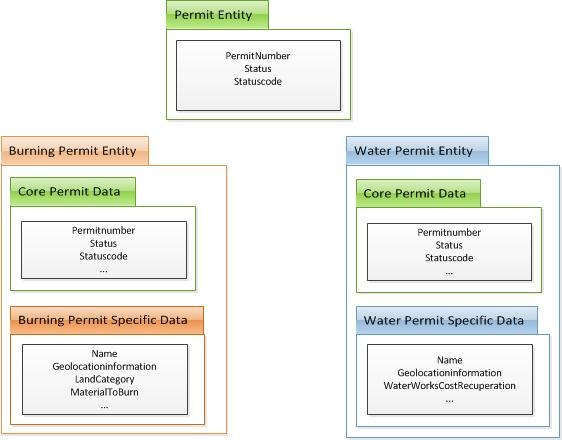 Permit Entity
PermitNumber
Status
Statuscode
Burning Permit Entity
Core Permit Data
Permitnumber
Status
Statuscode
...
Burning Permit Specific Data
Name
Geolocationinformation
LandCategory
MaterialToBurn
...
Water Permit Entity
Core Permit Data
Permitnumber
Status
Statuscode
...
Water Permit Specific Data
Name
Geolocationinformation
WaterWorksCostRecuperation
...